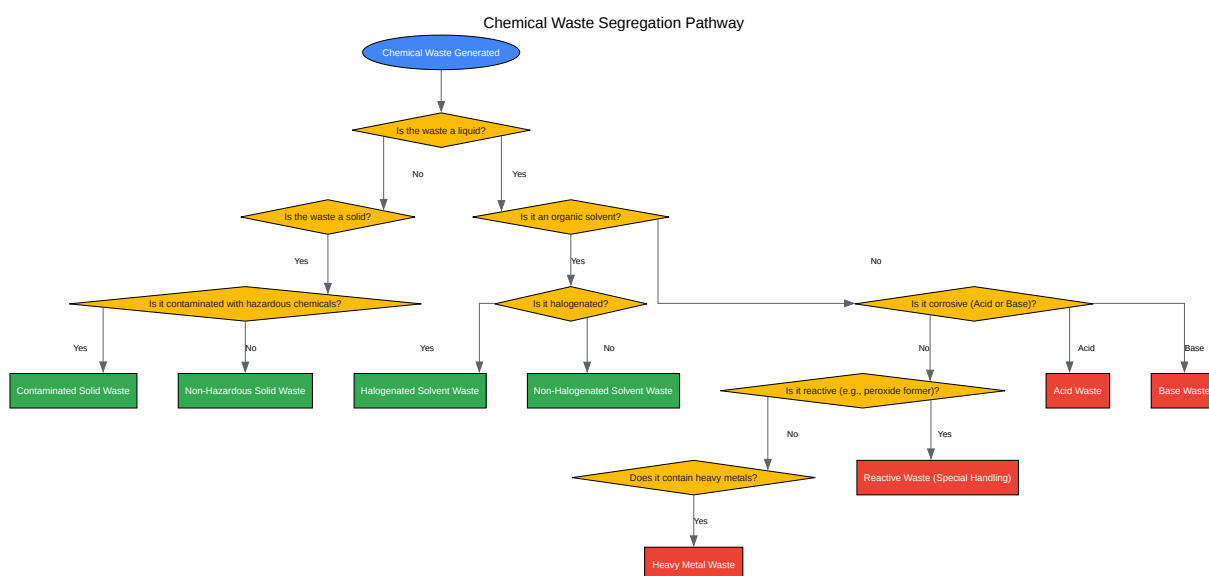 Chemical Waste Segregation Pathway
Chemical Waste Generated
Is the waste a liquid?
No
Yes
Is the waste a solid?
Is it an organic solvent?
Yes
Yes
No
Is it contaminated with hazardous chemicals?
Is it halogenated?
Is it corrosive (Acid or Base)?
Yes
No
Yes
No
No
Acid
Base
Contaminated Solid Waste
Non-Hazardous Solid Waste
Halogenated Solvent Waste
Non-Halogenated Solvent Waste
Is it reactive (e.g., peroxide former)?
Acid Waste
Base Waste
No
Yes
Does it contain heavy metals?
Reactive Waste (Special Handling)
Yes
Heavy Metal Waste